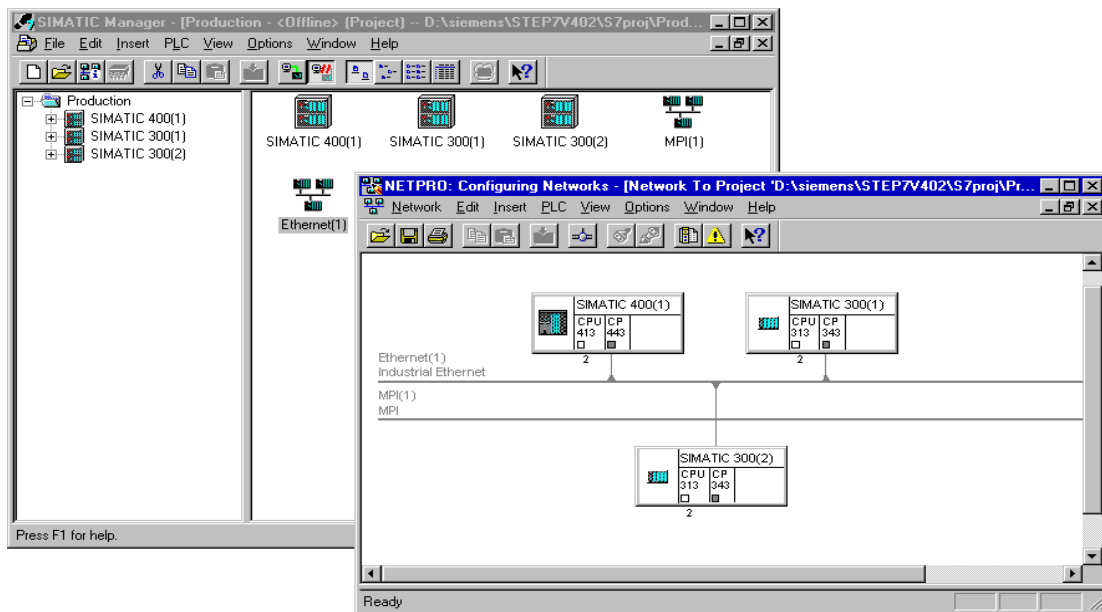 SIMATIC Manager - [Production - <Offline> (Project) -- D:\siemens\STEP7V402\S7proj\Prod...
File Edit Insert PLC View Options Window Help
Production
SIMATIC 400(1)
SIMATIC 300(1)
SIMATIC 300(2)
SIMATIC 400(1) SIMATIC 300(1) SIMATIC 300(2) MPI(1)
Ethernet(1)
Press F1 for help.
NETPRO: Configuring Networks - [Network To Project 'D:\siemens\STEP7V402\S7proj\Pr...
Network Edit Insert PLC View Options Window Help
SIMATIC 400(1)
CPU CP
413 443
2
SIMATIC 300(1)
CPU CP
313 343
2
Ethernet(1)
Industrial Ethernet
MPI(1)
MPI
SIMATIC 300(2)
CPU CP
313 343
2
Ready